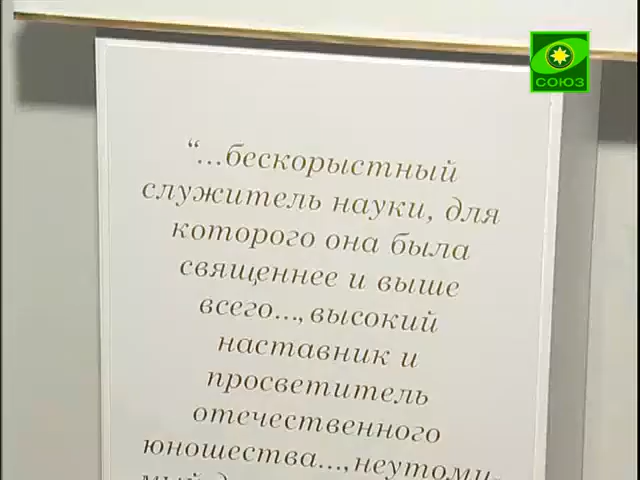 СОЮЗ
“...бескорыстный
служитель науки, для
которого она была
священнее и выше
всего..., высокий
наставник и
просветитель
отечественного
юношества..., неутоми-